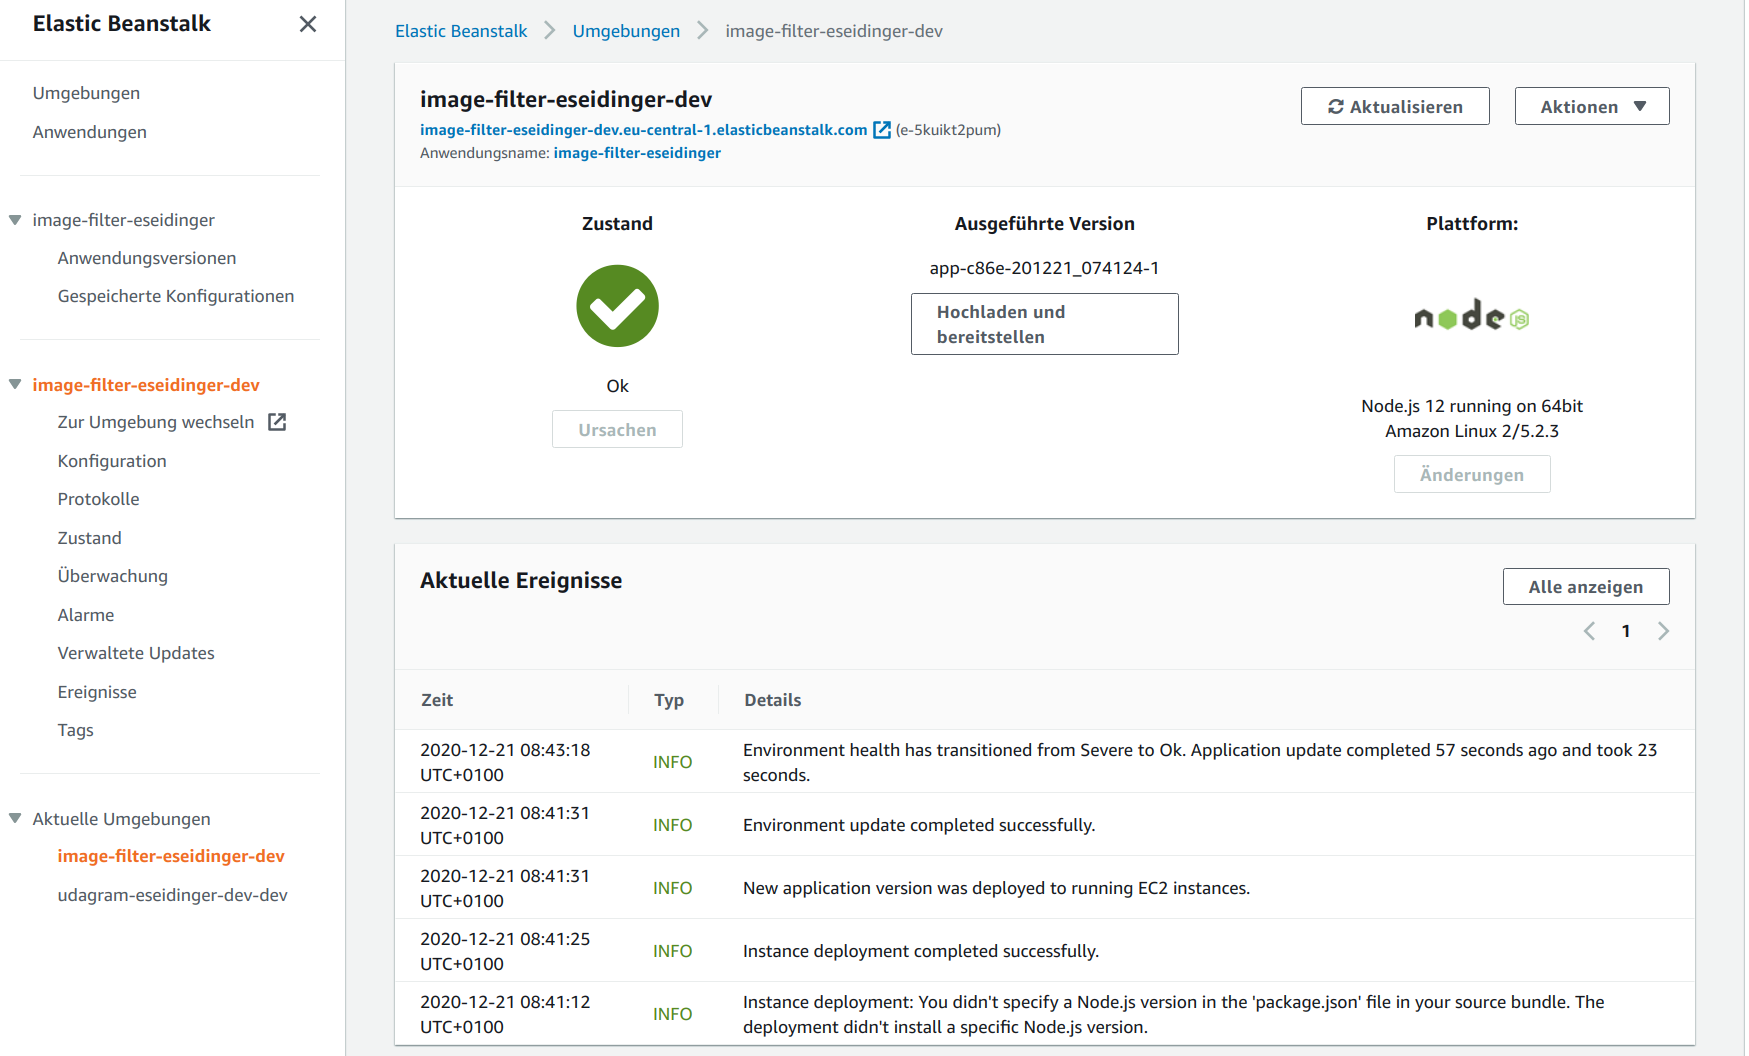 Elastic Beanstalk
Umgebungen
Anwendungen
image-filter-eseidinger
Anwendungsversionen
Gespeicherte Konfigurationen
image-filter-eseidinger-dev
Zur Umgebung wechseln
Konfiguration
Protokolle
Zustand
Überwachung
Alarme
Verwaltete Updates
Ereignisse
Tags
Aktuelle Umgebungen
image-filter-eseidinger-dev
udagram-eseidinger-dev-dev
Elastic Beanstalk Umgebungen image-filter-eseidinger-dev
image-filter-eseidinger-dev
image-filter-eseidinger-dev.eu-central-1.elasticbeanstalk.com (e-5kuikt2pum)
Anwendungsname: image-filter-eseidinger
Aktualisieren
Aktionen
Zustand
Ok
Ursachen
Ausgeführte Version
app-c86e-201221_074124-1
Hochladen und
bereitstellen
Plattform:
node JS
Node.js 12 running on 64bit
Amazon Linux 2/5.2.3
Änderungen
Aktuelle Ereignisse
Alle anzeigen
1
Zeit Typ Details
2020-12-21 08:43:18
UTC+0100
INFO
Environment health has transitioned from Severe to Ok. Application update completed 57 seconds ago and took 23
seconds.
2020-12-21 08:41:31
UTC+0100
INFO
Environment update completed successfully.
2020-12-21 08:41:31
UTC+0100
INFO
New application version was deployed to running EC2 instances.
2020-12-21 08:41:25
UTC+0100
INFO
Instance deployment completed successfully.
2020-12-21 08:41:12
UTC+0100
INFO
Instance deployment: You didn't specify a Node.js version in the 'package.json' file in your source bundle. The
deployment didn't install a specific Node.js version.